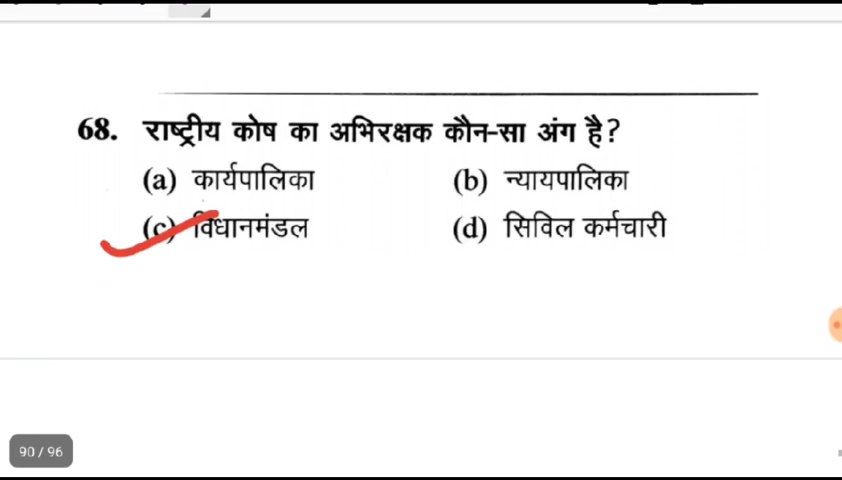 68. राष्ट्रीय कोष का अभिरक्षक कौन-सा अंग है?
(a) कार्यपालिका (b) न्यायपालिका
(c) विधानमंडल (d) सिविल कर्मचारी
90 / 96